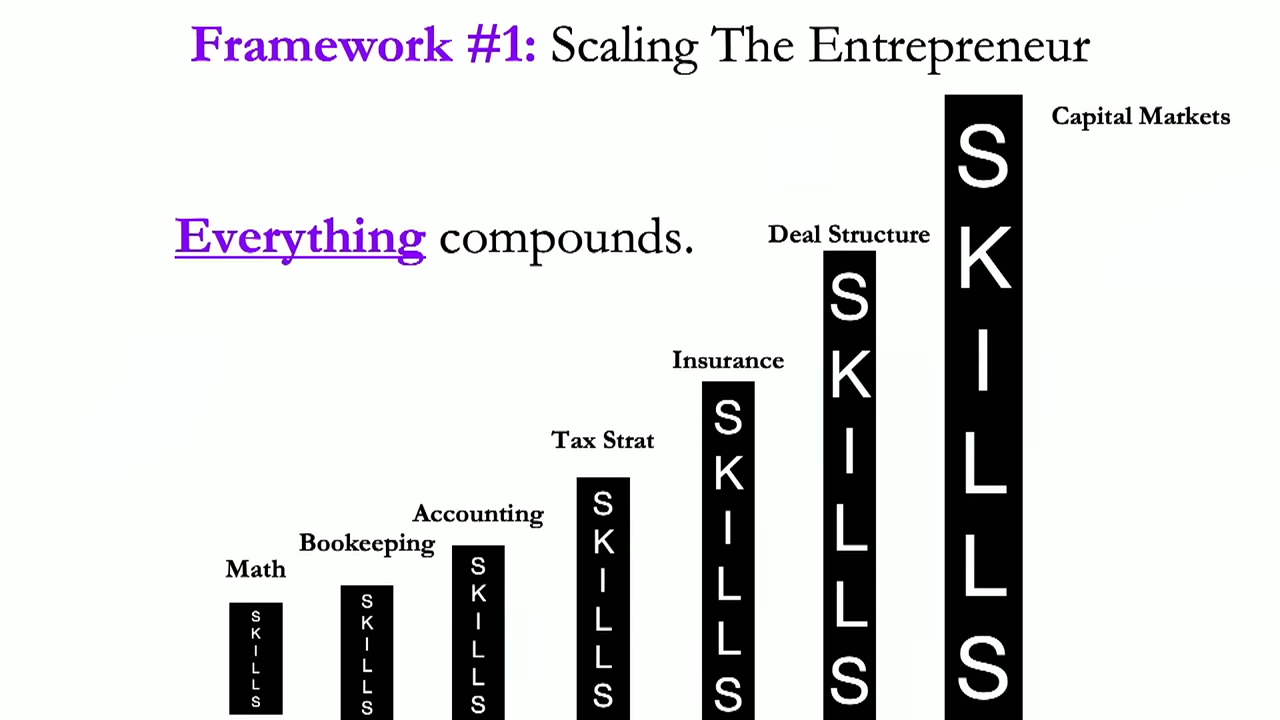 Framework #1: Scaling The Entrepreneur
Capital Markets
Everything compounds.
Deal Structure
Insurance
Tax Strat
Accounting
Bookeeping
Math
SKILLS
SKILLS
SKILLS
SKILLS
SKILLS
SKILLS
SKILLS